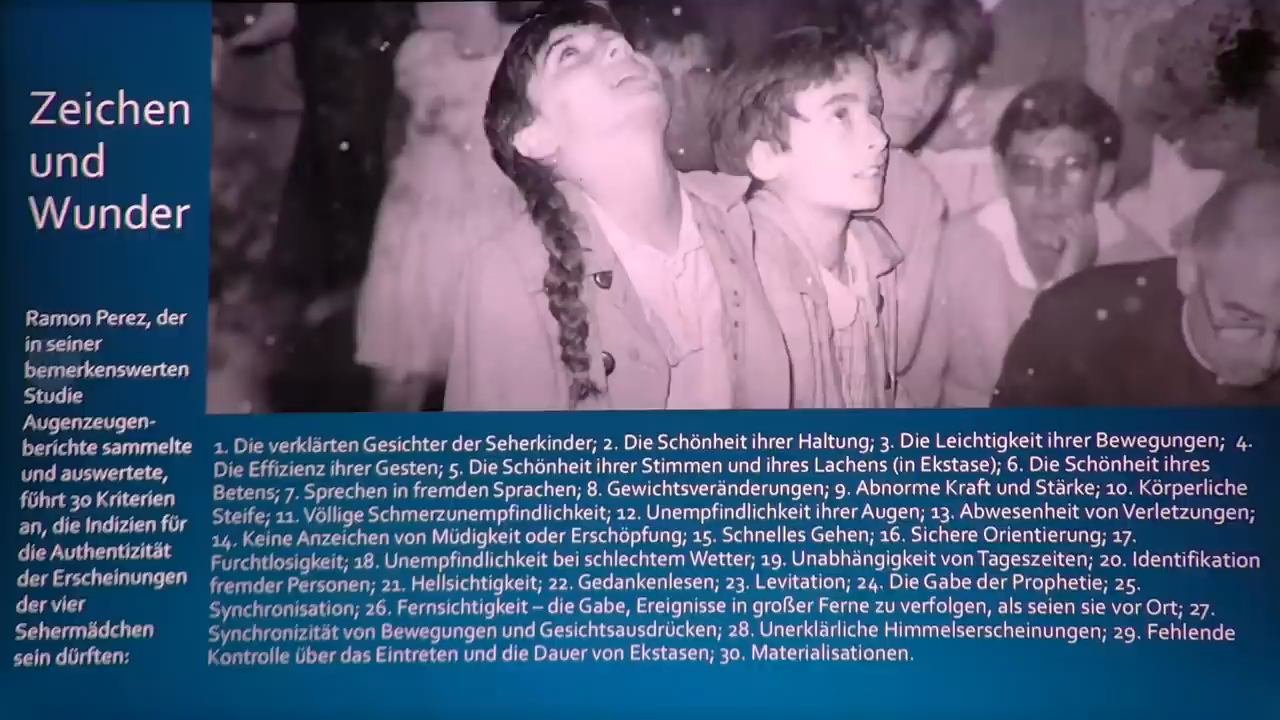 Zeichen
und
Wunder
Ramon Perez, der
in seiner
bemerkenswerten
Studie
Augenzeugen-
berichte sammelte
und auswertete,
führt 30 Kriterien
an, die Indizien für
die Authentizität
der Erscheinungen
der vier
Sehermädchen
sein dürften:
1. Die verklärten Gesichter der Seherkinder; 2. Die Schönheit ihrer Haltung; 3. Die Leichtigkeit ihrer Bewegungen; 4.
Die Effizienz ihrer Gesten; 5. Die Schönheit ihrer Stimmen und ihres Lachens (in Ekstase); 6. Die Schönheit ihres
Betens; 7. Sprechen in fremden Sprachen; 8. Gewichtsveränderungen; 9. Abnorme Kraft und Stärke; 10. Körperliche
Steife; 11. Völlige Schmerzunempfindlichkeit; 12. Unempfindlichkeit ihrer Augen; 13. Abwesenheit von Verletzungen;
14. Keine Anzeichen von Müdigkeit oder Erschöpfung; 15. Schnelles Gehen; 16. Sichere Orientierung; 17.
Furchtlosigkeit; 18. Unempfindlichkeit bei schlechtem Wetter; 19. Unabhängigkeit von Tageszeiten; 20. Identifikation
fremder Personen; 21. Hellsichtigkeit; 22. Gedankenlesen; 23. Levitation; 24. Die Gabe der Prophetie; 25.
Synchronisation; 26. Fernsichtigkeit – die Gabe, Ereignisse in großer Ferne zu verfolgen, als seien sie vor Ort; 27.
Synchronizität von Bewegungen und Gesichtsausdrücken; 28. Unerklärliche Himmelserscheinungen; 29. Fehlende
Kontrolle über das Eintreten und die Dauer von Ekstasen; 30. Materialisationen.